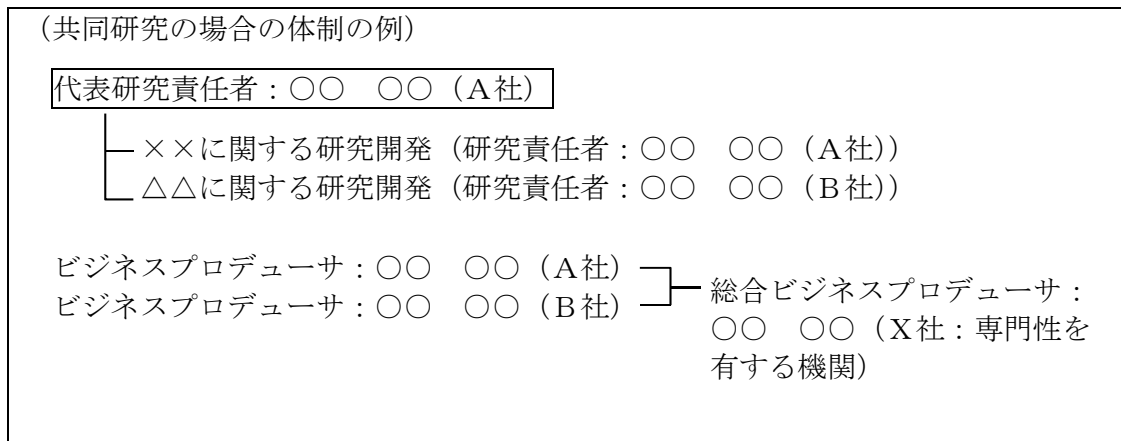 （共同研究の場合の体制の例）
代表研究責任者：○○　○○（Ａ社）
××に関する研究開発（研究責任者：○○　○○（Ａ社））
△△に関する研究開発（研究責任者：○○　○○（Ｂ社））
ビジネスプロデューサ：○○　○○（Ａ社）
ビジネスプロデューサ：○○　○○（Ｂ社）
総合ビジネスプロデューサ：
○○　○○（Ｘ社：専門性を
有する機関）